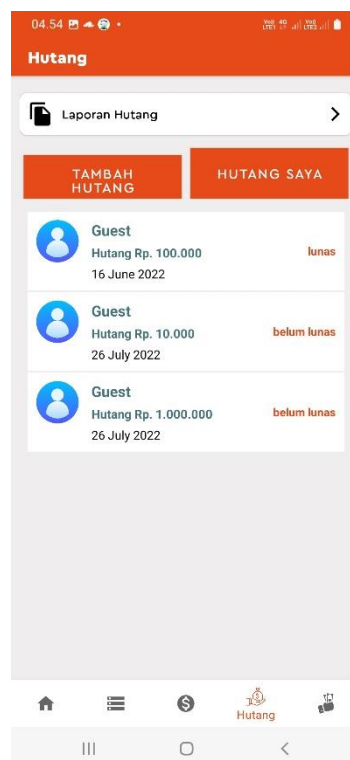 04.54
Hutang
Laporan Hutang
TAMBAH
HUTANG
HUTANG SAYA
Guest
Hutang Rp. 100.000
lunas
16 June 2022
Guest
Hutang Rp. 10.000
belum lunas
26 July 2022
Guest
Hutang Rp. 1.000.000
belum lunas
26 July 2022
Hutang